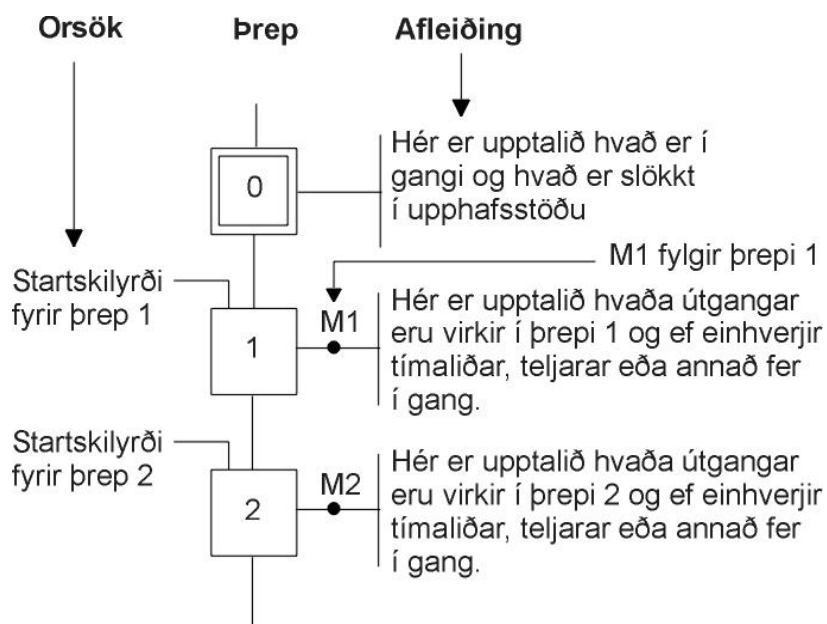 Orsök Þrep Afleiðing
Hér er upptalið hvað er í
gangi og hvað er slökkt
í upphafsstöðu
0
M1 fylgir þrepi 1
Startskilyrði
fyrir þrep 1
1
M1
Hér er upptalið hvaða útgangar
eru virkir í þrepi 1 og ef einhverjir
tímaliðar, teljarar eða annað fer
í gang.
Startskilyrði
fyrir þrep 2
2
M2
Hér er upptalið hvaða útgangar
eru virkir í þrepi 2 og ef einhverjir
tímaliðar, teljarar eða annað fer
í gang.